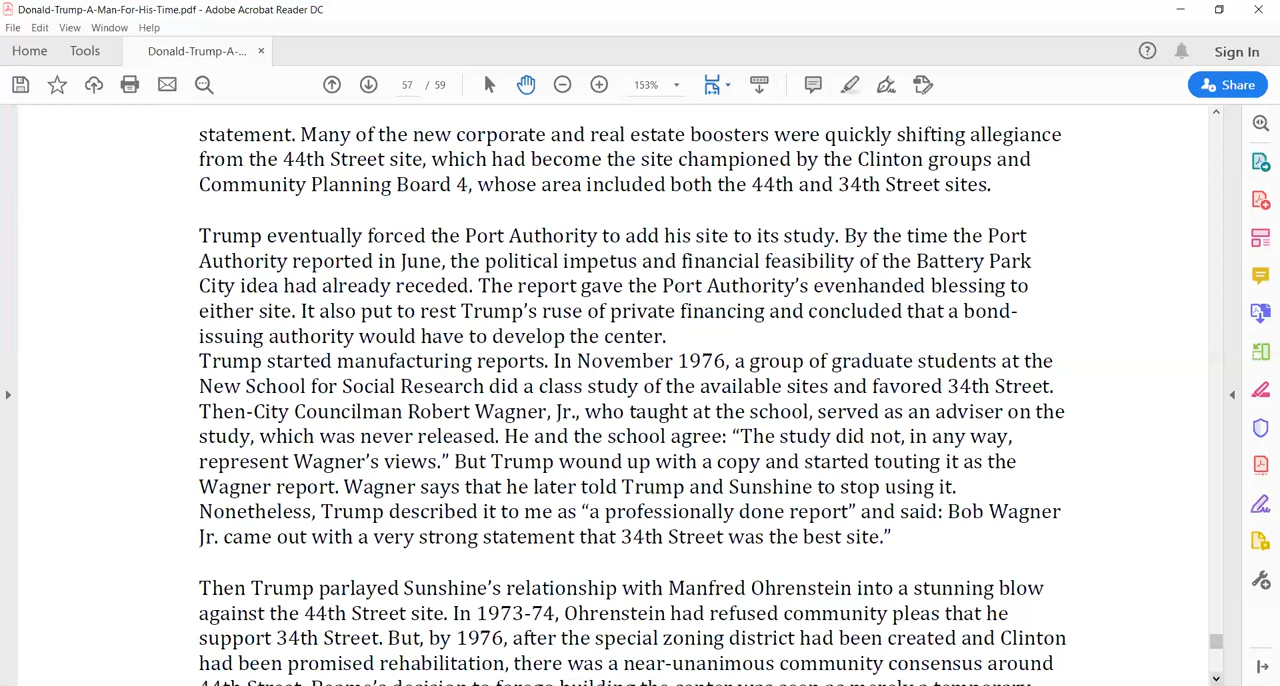 Donald-Trump-A-Man-For-His-Time.pdf - Adobe Acrobat Reader DC
File Edit View Window Help
Home Tools Donald-Trump-A-... × Sign In
57 / 59 153% Share
statement. Many of the new corporate and real estate boosters were quickly shifting allegiance
from the 44th Street site, which had become the site championed by the Clinton groups and
Community Planning Board 4, whose area included both the 44th and 34th Street sites.
Trump eventually forced the Port Authority to add his site to its study. By the time the Port
Authority reported in June, the political impetus and financial feasibility of the Battery Park
City idea had already receded. The report gave the Port Authority’s evenhanded blessing to
either site. It also put to rest Trump’s ruse of private financing and concluded that a bond-
issuing authority would have to develop the center.
Trump started manufacturing reports. In November 1976, a group of graduate students at the
New School for Social Research did a class study of the available sites and favored 34th Street.
Then-City Councilman Robert Wagner, Jr., who taught at the school, served as an adviser on the
study, which was never released. He and the school agree: “The study did not, in any way,
represent Wagner’s views.” But Trump wound up with a copy and started touting it as the
Wagner report. Wagner says that he later told Trump and Sunshine to stop using it.
Nonetheless, Trump described it to me as “a professionally done report” and said: Bob Wagner
Jr. came out with a very strong statement that 34th Street was the best site.”
Then Trump parlayed Sunshine’s relationship with Manfred Ohrenstein into a stunning blow
against the 44th Street site. In 1973-74, Ohrenstein had refused community pleas that he
support 34th Street. But, by 1976, after the special zoning district had been created and Clinton
had been promised rehabilitation, there was a near-unanimous community consensus around
44th Street. Beame’s decision to forego building the center was seen as merely a temporary